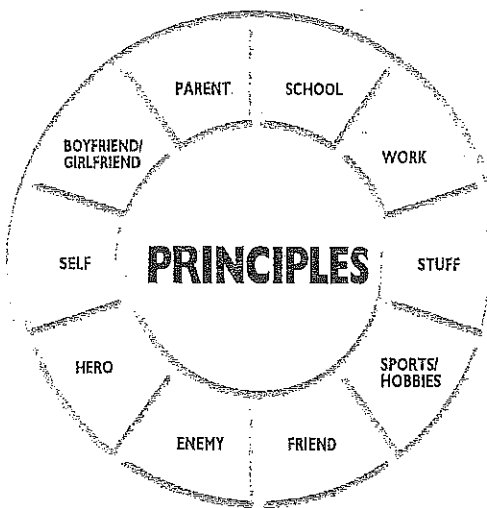 PARENT
SCHOOL
BOYFRIEND/
GIRLFRIEND
WORK
SELF
PRINCIPLES
STUFF
HERO
SPORTS/
HOBBIES
ENEMY
FRIEND